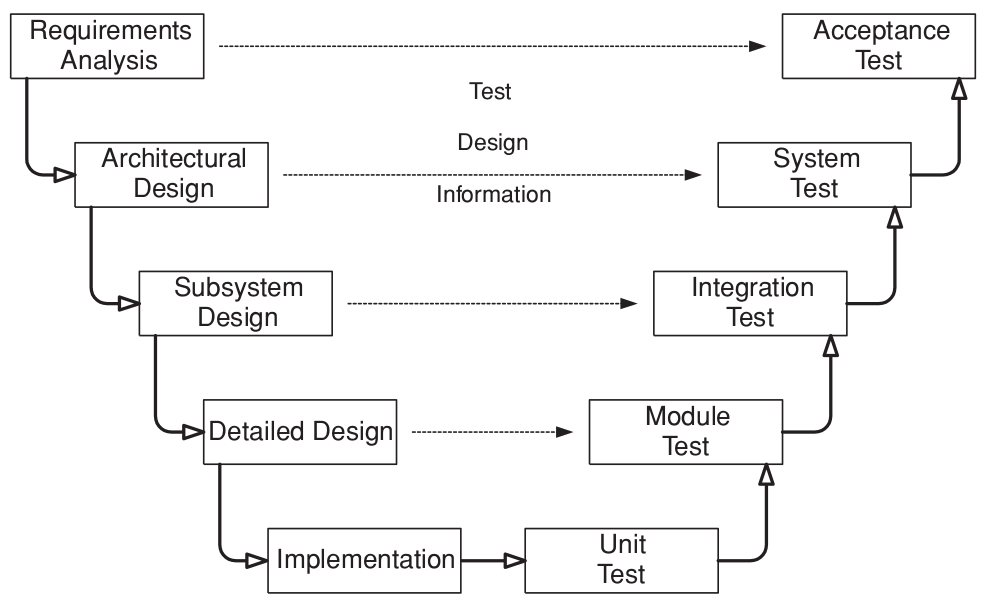 Requirements
Analysis
Acceptance
Test
Test
Design
Information
Architectural
Design
System
Test
Subsystem
Design
Integration
Test
Detailed Design
Module
Test
Implementation
Unit
Test